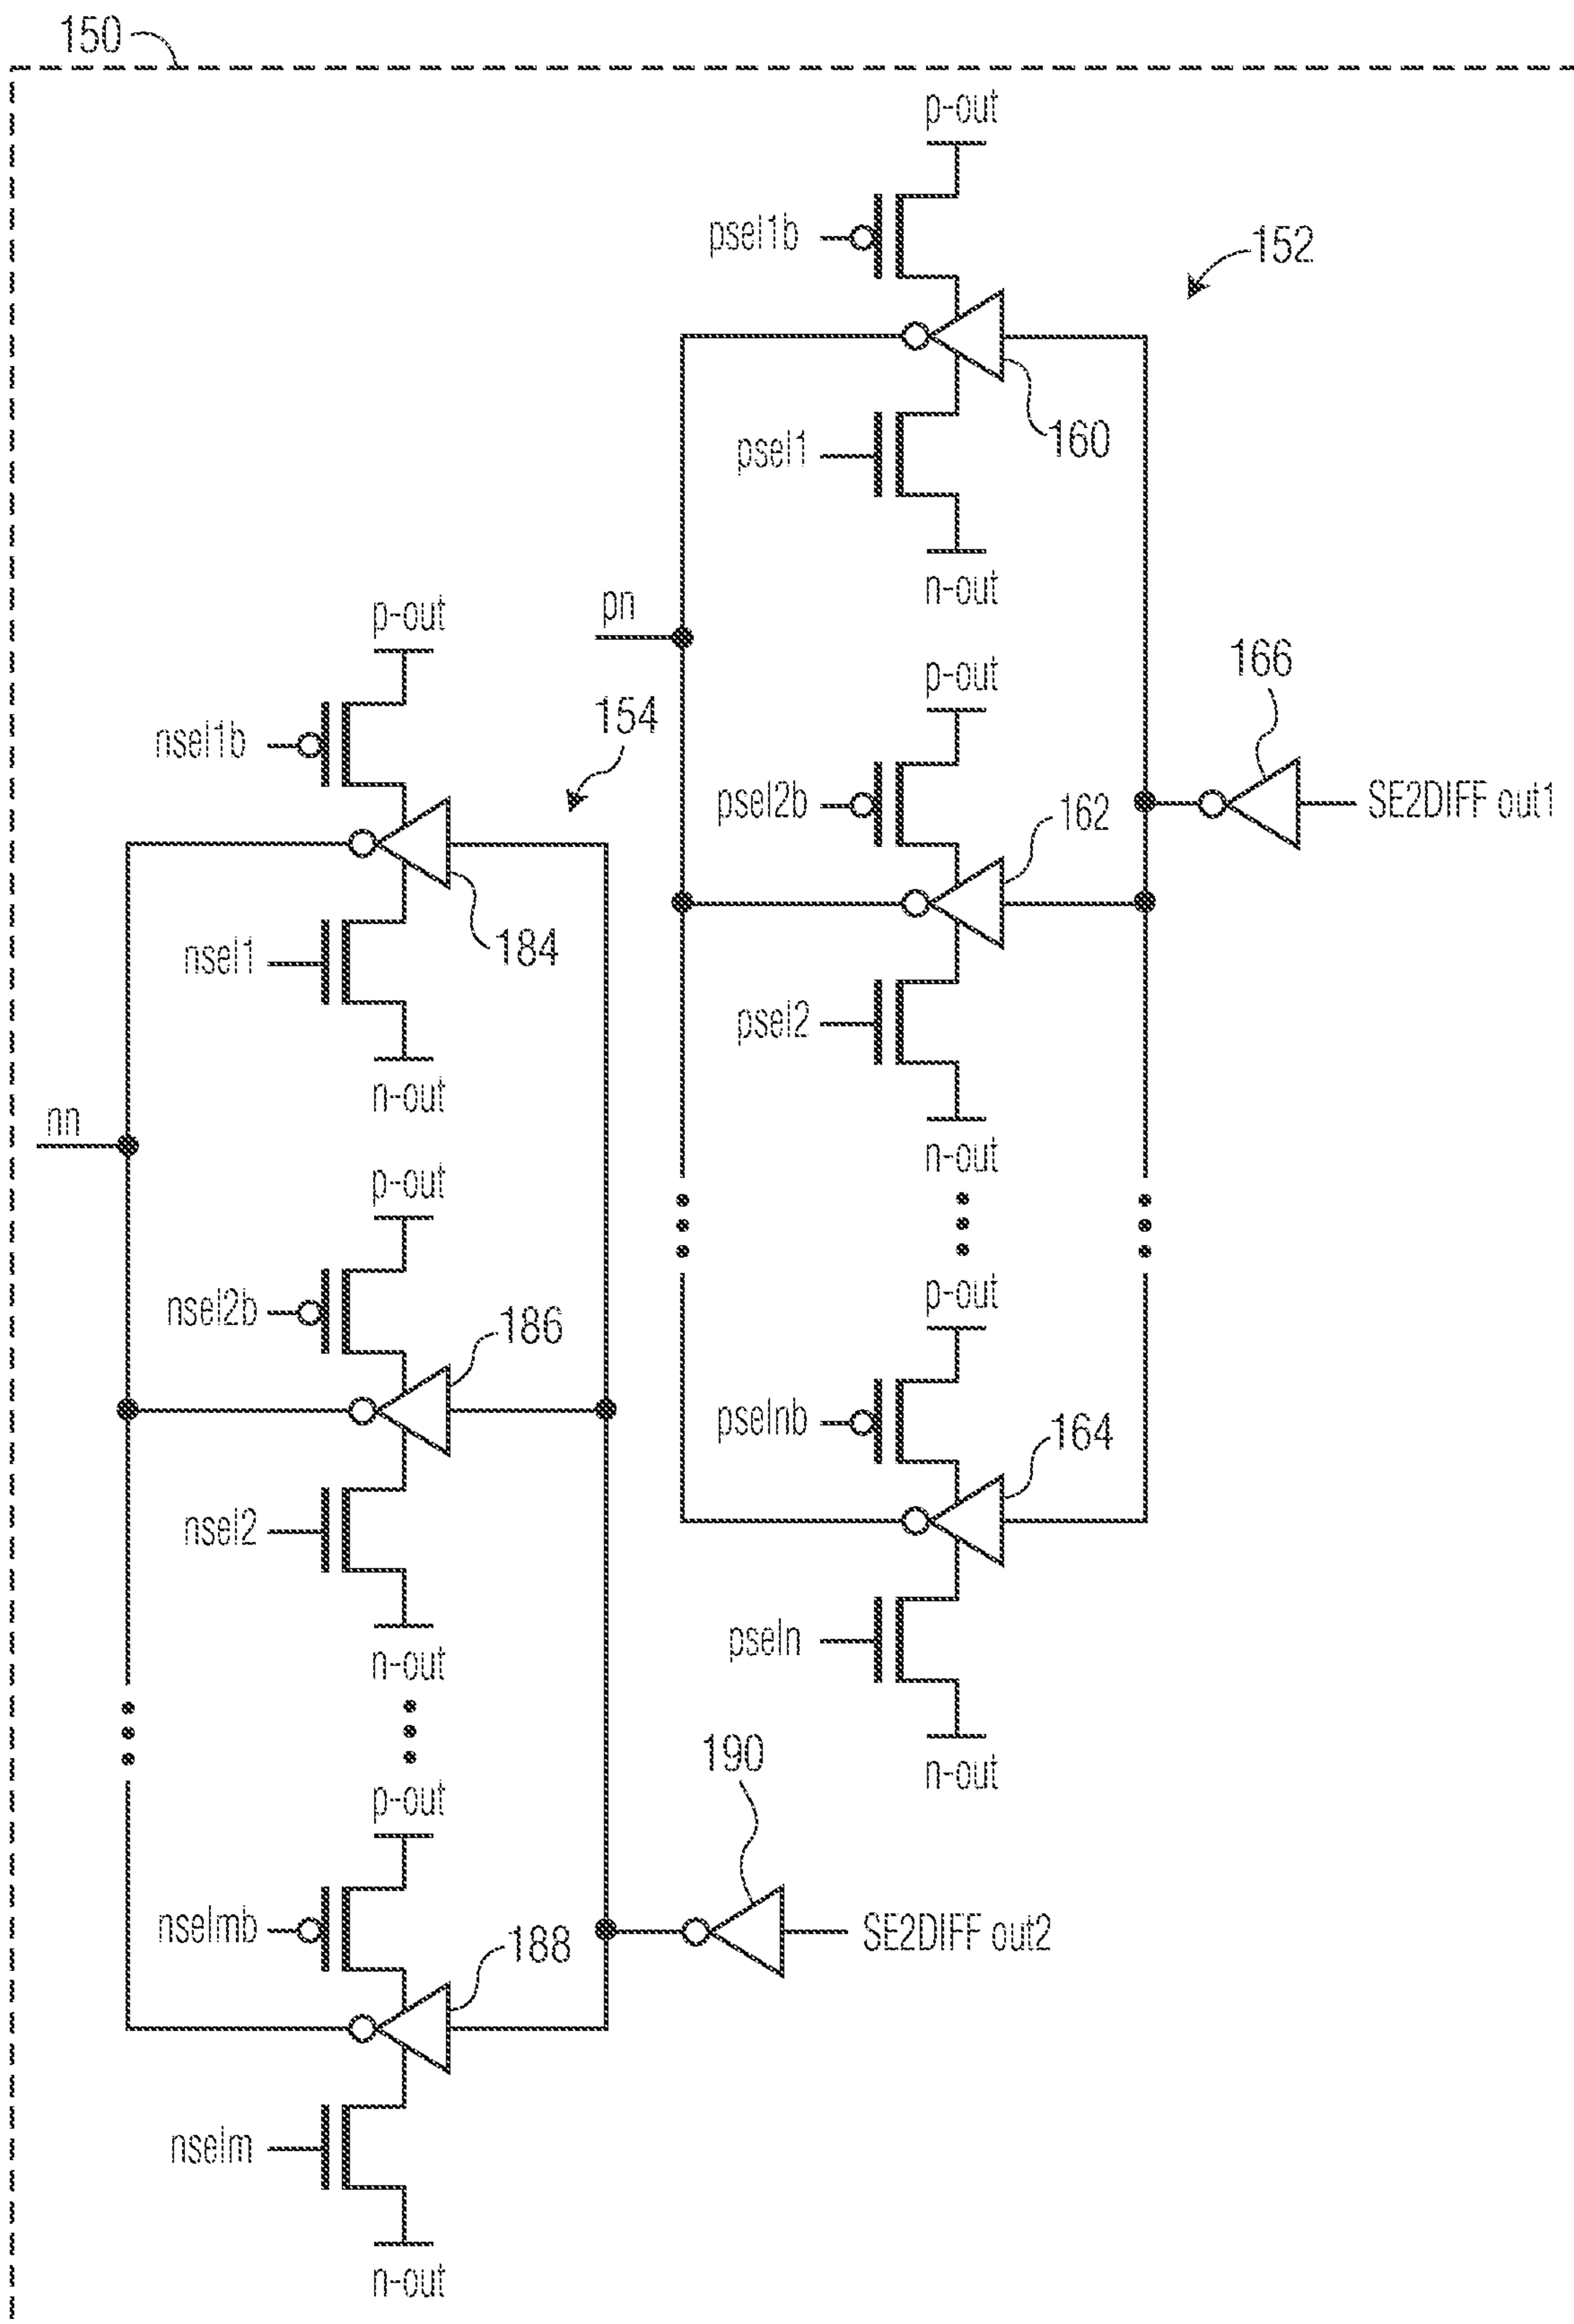 150
p-out
psel1b
152
160
psel1
n-out
p-out
pn
p-out
166
154
nsel1b
psel2b
162
SE2DIFF out1
184
nsel1
psel2
n-out
nn
n-out
p-out
nsel2b
186
p-out
pselnb
164
nsel2
pseln
n-out
190
n-out
p-out
nselmb
188
SE2DIFF out2
nselm
n-out